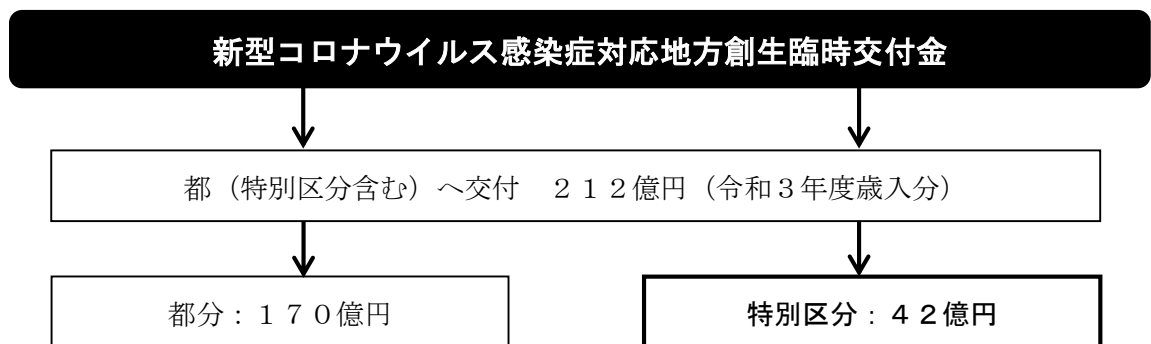 新型コロナウイルス感染症対応地方創生臨時交付金
都（特別区分含む）へ交付　２１２億円（令和３年度歳入分）
都分：１７０億円
特別区分：４２億円